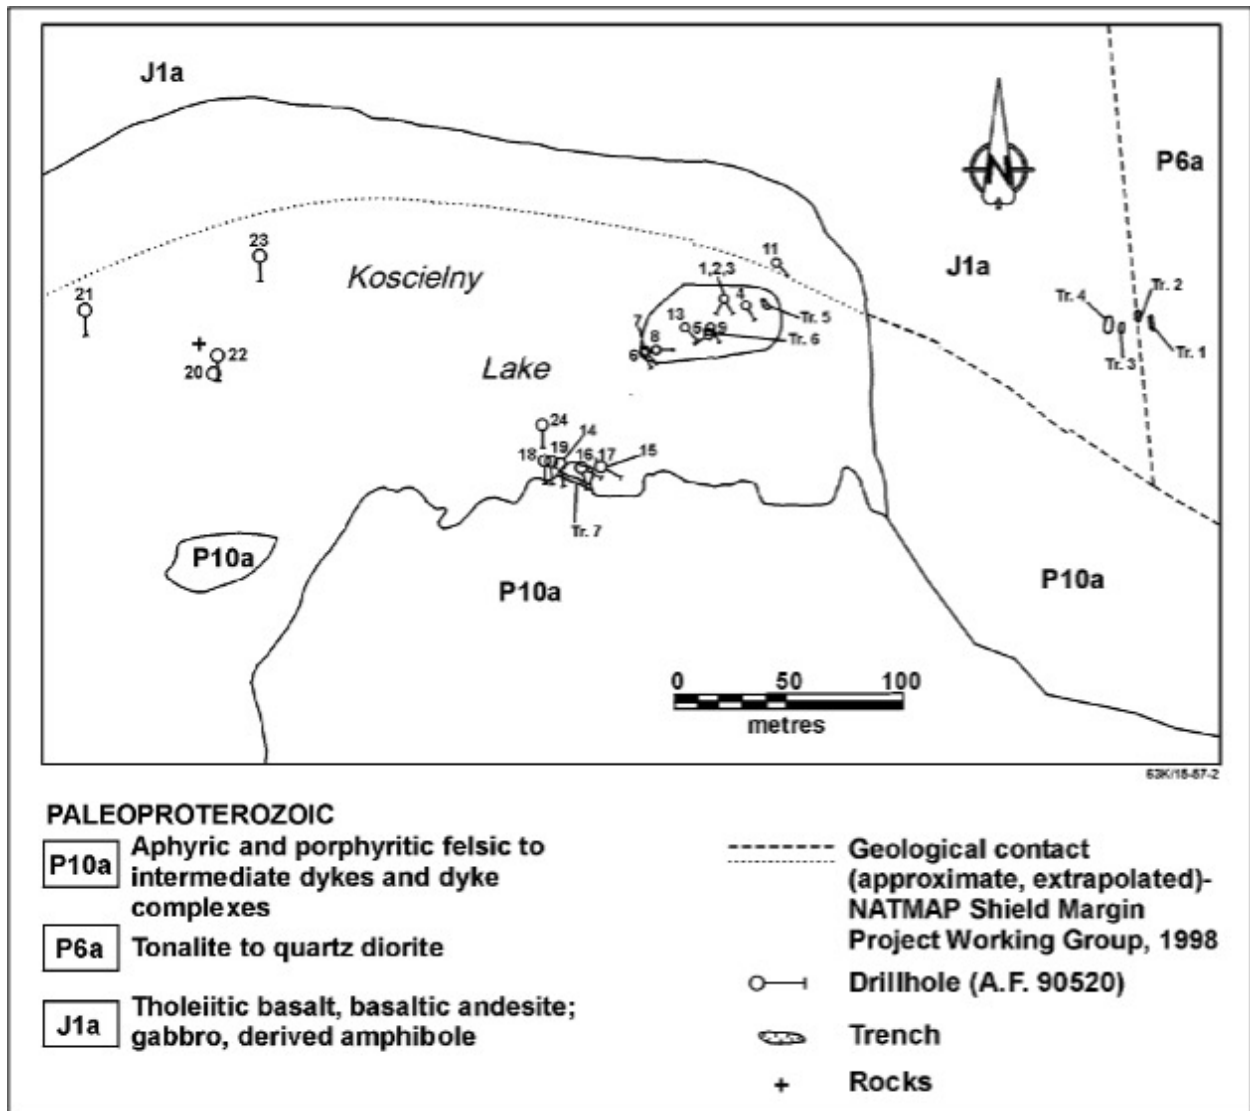 J1a
P6a
N
23
Koscielny
11
J1a
1,2,3
4
21
Tr. 4
Tr. 2
Tr. 5
13
5
9
7
8
Tr. 6
6
Tr. 3
Tr. 1
22
20
Lake
24
14
18
19
16,17
15
Tr. 7
P10a
P10a
P10a
0 50 100
metres
63K/16-87-2
PALEOPROTEROZOIC
P10a
Aphyric and porphyritic felsic to
intermediate dykes and dyke
complexes
P6a
Tonalite to quartz diorite
J1a
Tholeiitic basalt, basaltic andesite;
gabbro, derived amphibole
Geological contact
(approximate, extrapolated)-
NATMAP Shield Margin
Project Working Group, 1998
Drillhole (A.F. 90520)
Trench
Rocks